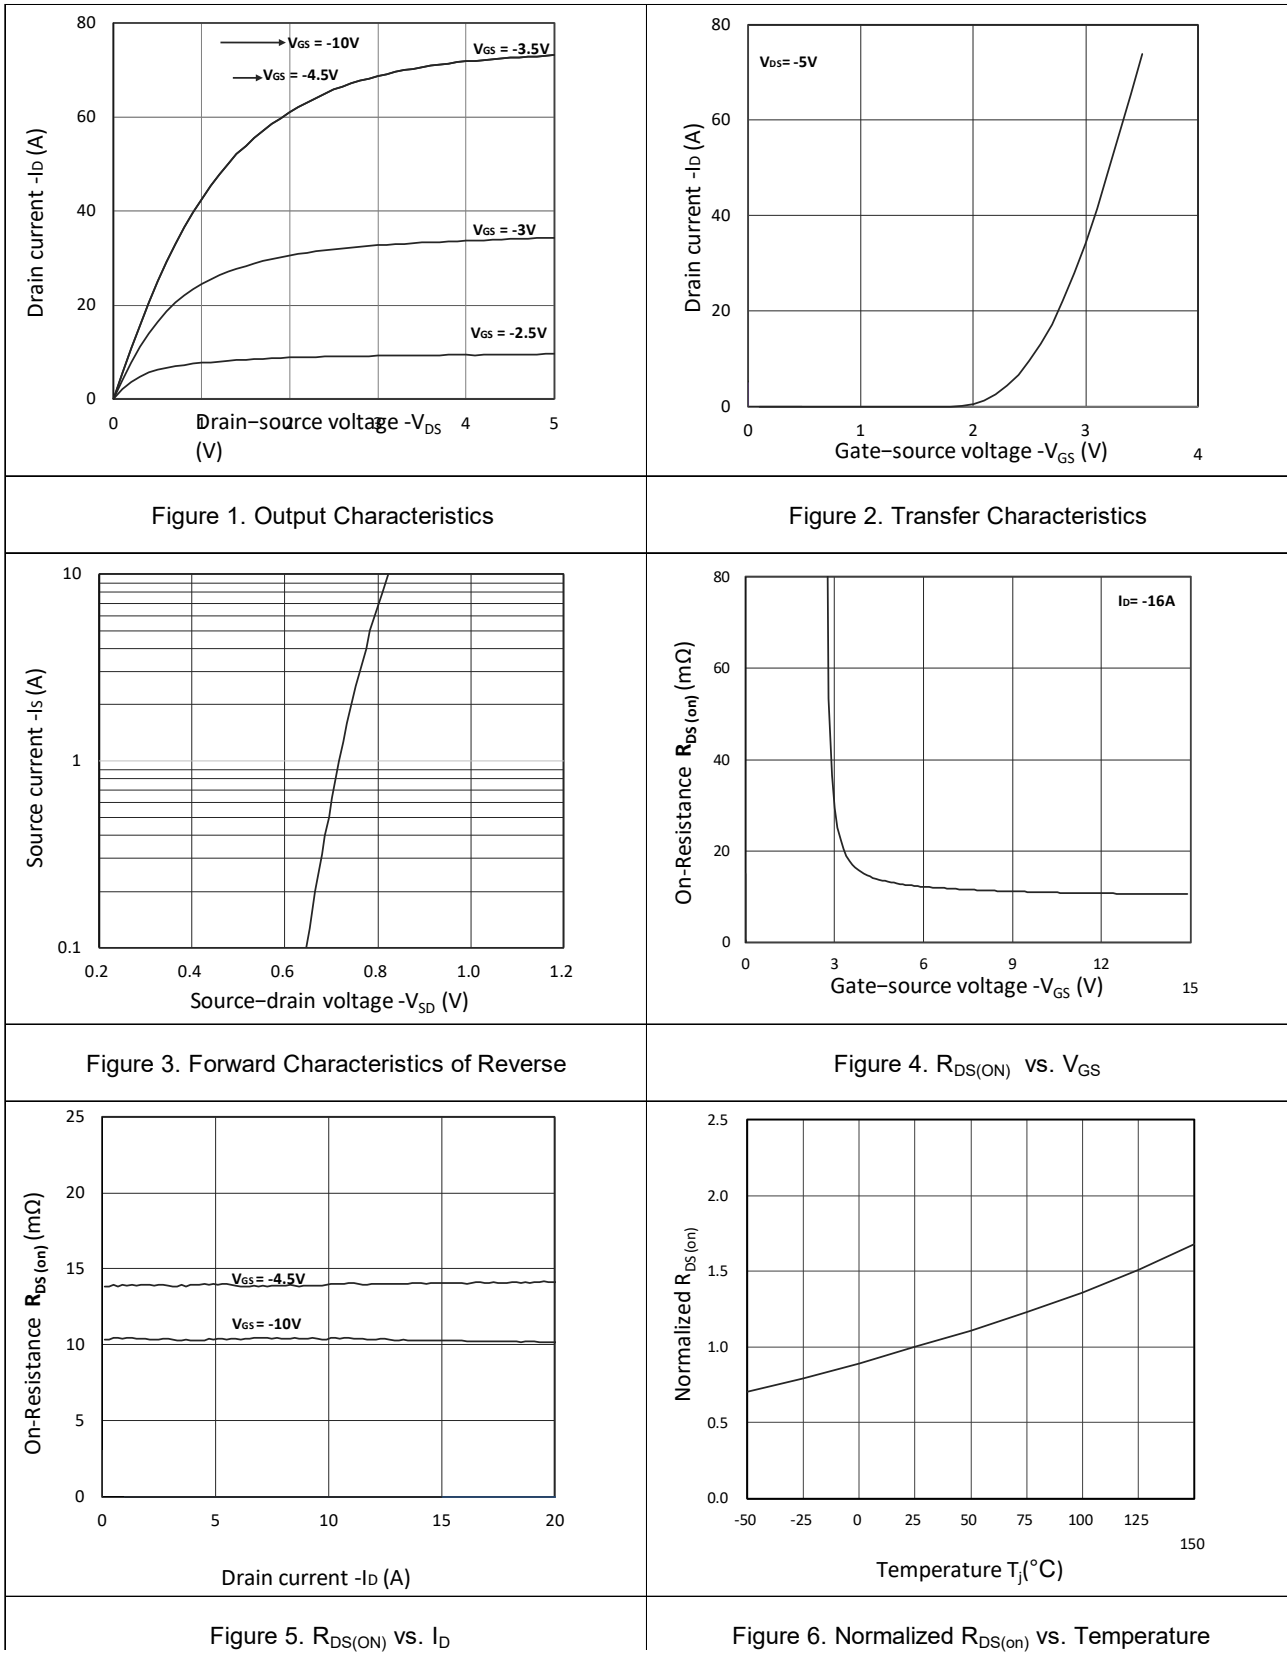 80
60
40
20
0
Drain current -ID (A)
VGS = -10V
VGS = -4.5V
VGS = -3.5V
VGS = -3V
VGS = -2.5V
0 1 2 3 4 5
Drain−source voltage -VDS
(V)
Figure 1. Output Characteristics
80
60
40
20
0
Drain current -ID (A)
VDS= -5V
0 1 2 3
Gate−source voltage -VGS (V) 4
Figure 2. Transfer Characteristics
10
1
0.1
Source current -IS (A)
0.2 0.4 0.6 0.8 1.0 1.2
Source−drain voltage -VSD (V)
Figure 3. Forward Characteristics of Reverse
80
60
40
20
0
On-Resistance RDS(on) (mΩ)
ID= -16A
0 3 6 9 12
Gate−source voltage -VGS (V) 15
Figure 4. RDS(ON) vs. VGS
25
20
15
10
5
0
On-Resistance RDS(on) (mΩ)
VGS = -4.5V
VGS = -10V
0 5 10 15 20
Drain current -ID (A)
Figure 5. RDS(ON) vs. ID
2.5
2.0
1.5
1.0
0.5
0.0
Normalized RDS(on)
-50 -25 0 25 50 75 100 125
150
Temperature Tj(°C)
Figure 6. Normalized RDS(on) vs. Temperature